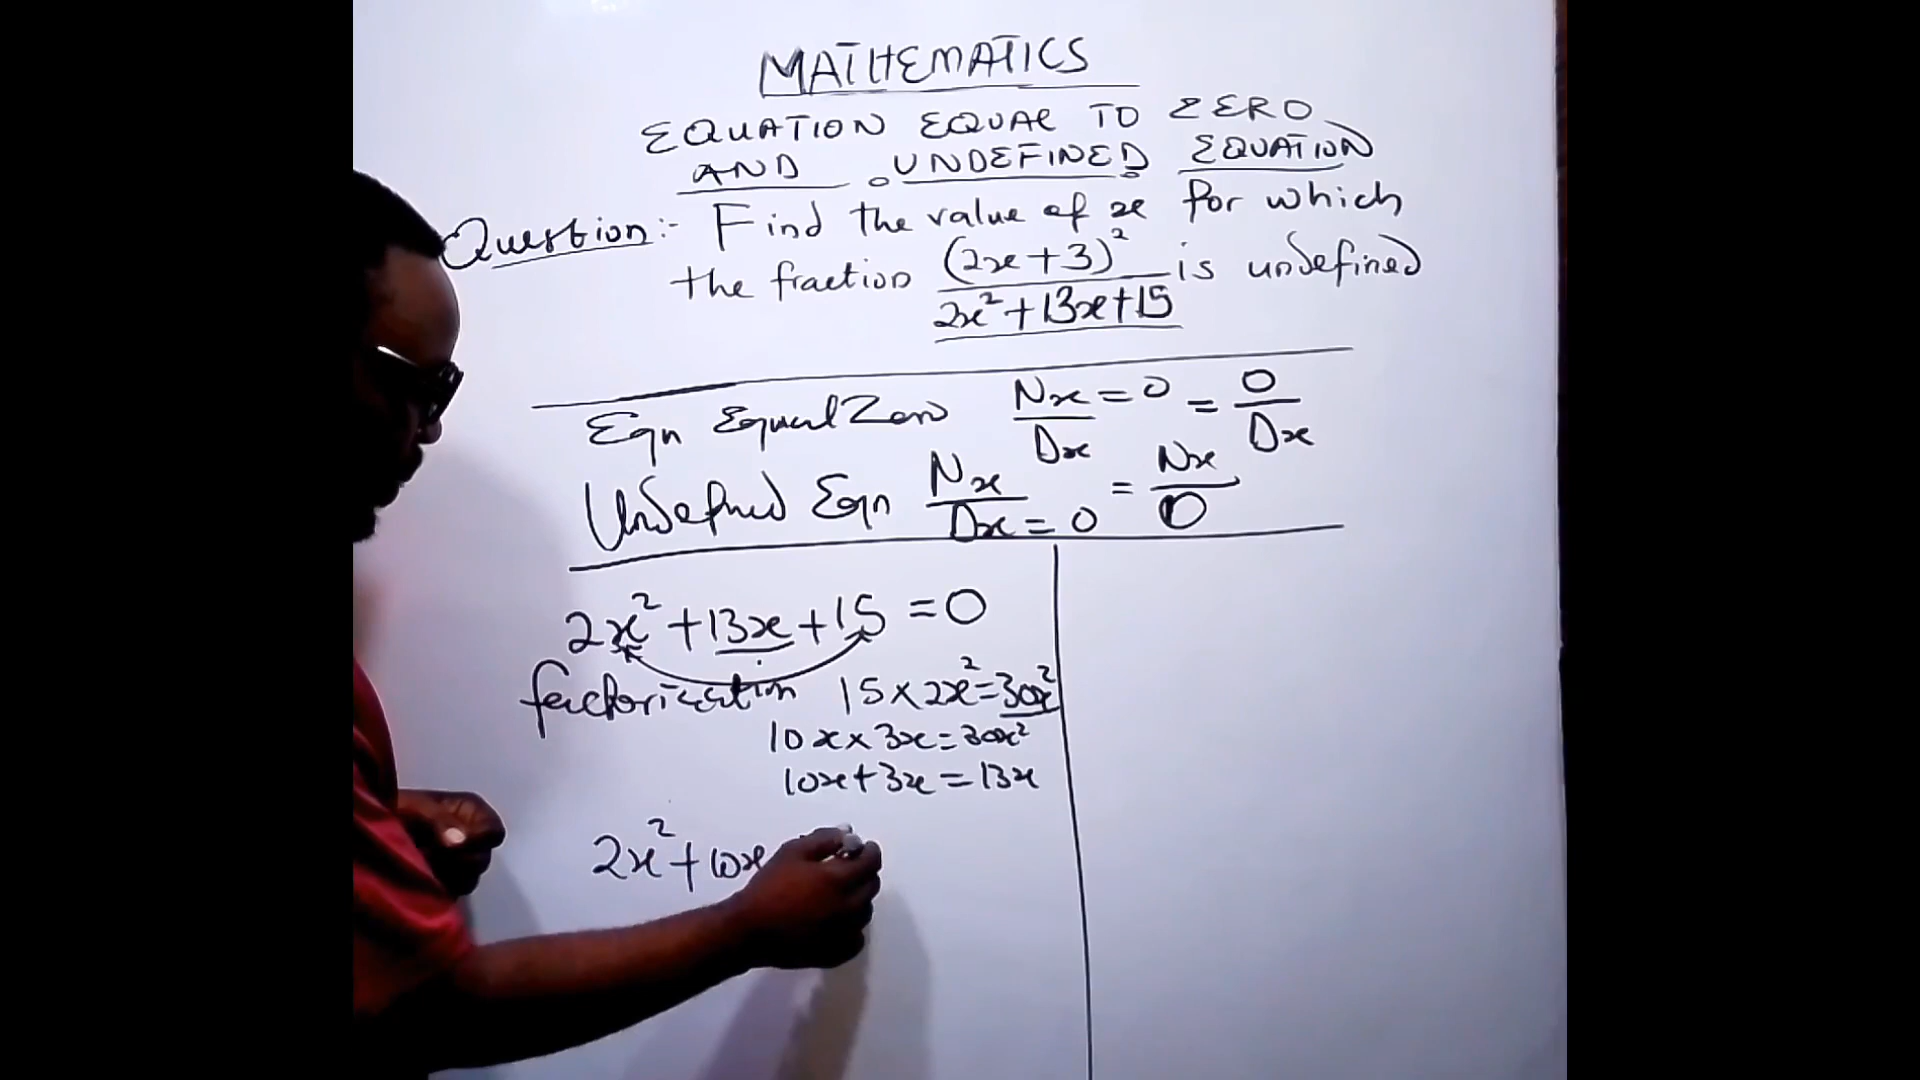 MATHEMATICS
EQUATION EQUAL TO ZERO
AND UNDEFINED EQUATION
Question:- Find the value of x for which
the fraction (2x+3)² / 2x²+13x+15 is undefined
Eqn Equal Zero Nx=0 / Dx = 0 / Dx
Undefined Eqn Nx / Dx=0 = Nx / 0
2x²+13x+15=0
factorization 15×2x²=30x²
10x×3x=30x²
10x+3x=13x
2x²+10x